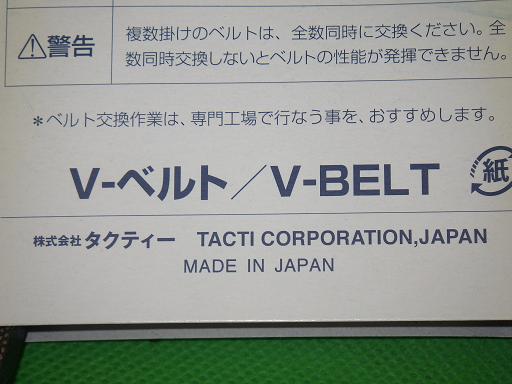 複数掛けのベルトは、全数同時に交換ください。全
⚠警告
数同時交換しないとベルトの性能が発揮できません。
*ベルト交換作業は、専門工場で行なう事を、おすすめします。
V-ベルト／V-BELT
紙
株式会社 タクティー TACTI CORPORATION,JAPAN
MADE IN JAPAN